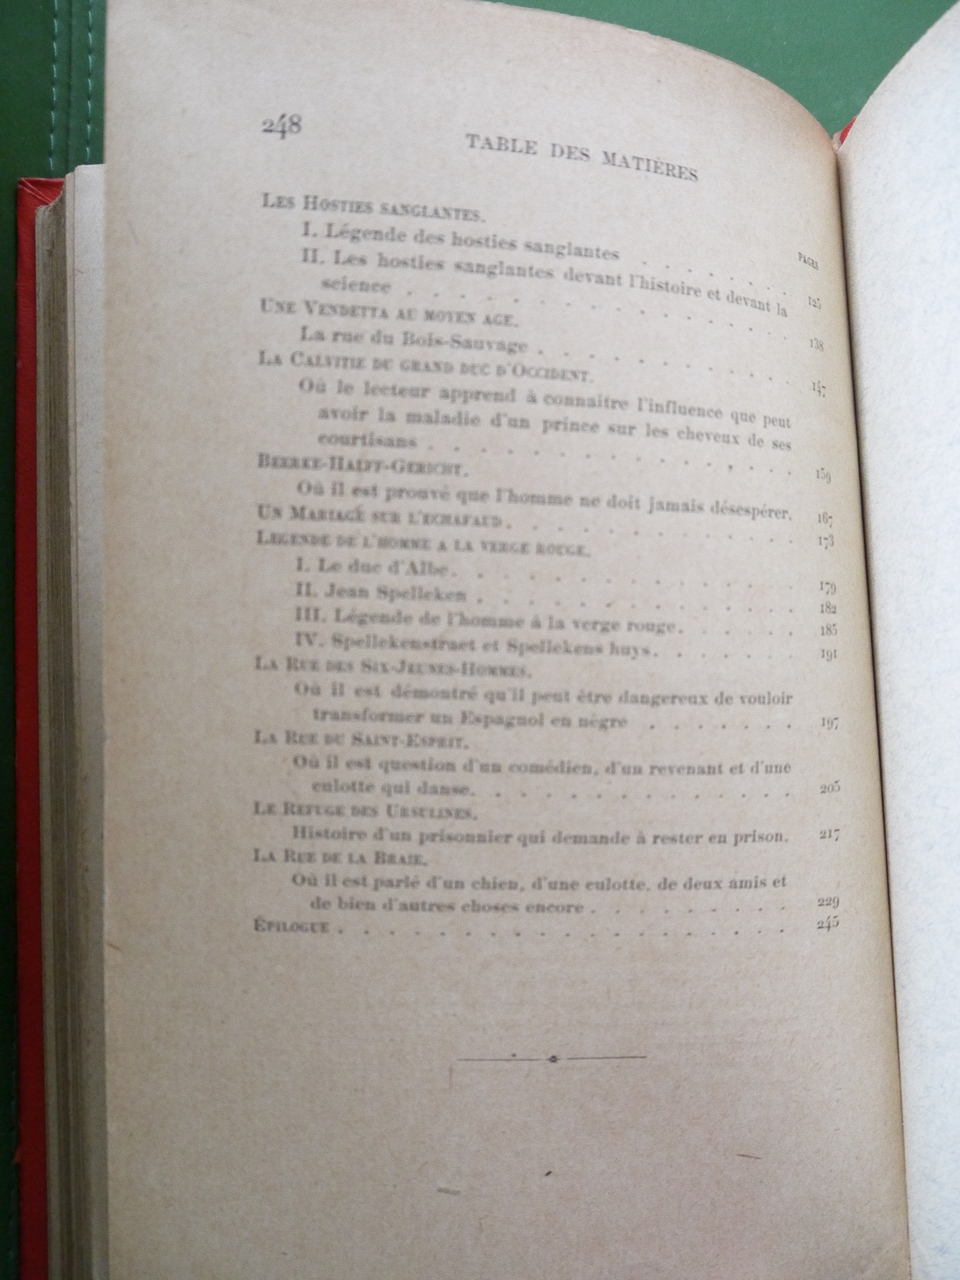 248
TABLE DES MATIÈRES
PAGES
LES HOSTIES SANGLANTES.
I. Légende des hosties sanglantes . . . . . . . 125
II. Les hosties sanglantes devant l'histoire et devant la
science . . . . . . . . . . . . . . . 138
UNE VENDETTA AU MOYEN AGE.
La rue du Bois-Sauvage . . . . . . . . . . . 147
LA CALVITIE DU GRAND DUC D'OCCIDENT.
Où le lecteur apprend à connaitre l'influence que peut
avoir la maladie d'un prince sur les cheveux de ses
courtisans . . . . . . . . . . . . . . 159
BEERKE-HALFF-GERICHT.
Où il est prouvé que l'homme ne doit jamais désespérer. 167
UN MARIAGE SUR L'ECHAFAUD . . . . . . . . . . . . 173
LEGENDE DE L'HOMME A LA VERGE ROUGE.
I. Le duc d'Albe . . . . . . . . . . . . . 179
II. Jean Spelleken . . . . . . . . . . . . 182
III. Légende de l'homme à la verge rouge . . . . . . 185
IV. Spellekenstraet et Spellekens huys . . . . . . . 191
LA RUE DES SIX-JEUNES-HOMMES.
Où il est démontré qu'il peut être dangereux de vouloir
transformer un Espagnol en nègre . . . . . . . 197
LA RUE DU SAINT-ESPRIT.
Où il est question d'un comédien, d'un revenant et d'une
culotte qui danse . . . . . . . . . . . . . 205
LE REFUGE DES URSULINES.
Histoire d'un prisonnier qui demande à rester en prison. 217
LA RUE DE LA BRAIE.
Où il est parlé d'un chien, d'une culotte, de deux amis et
de bien d'autres choses encore . . . . . . . . . 229
ÉPILOGUE . . . . . . . . . . . . . . . . . . 245